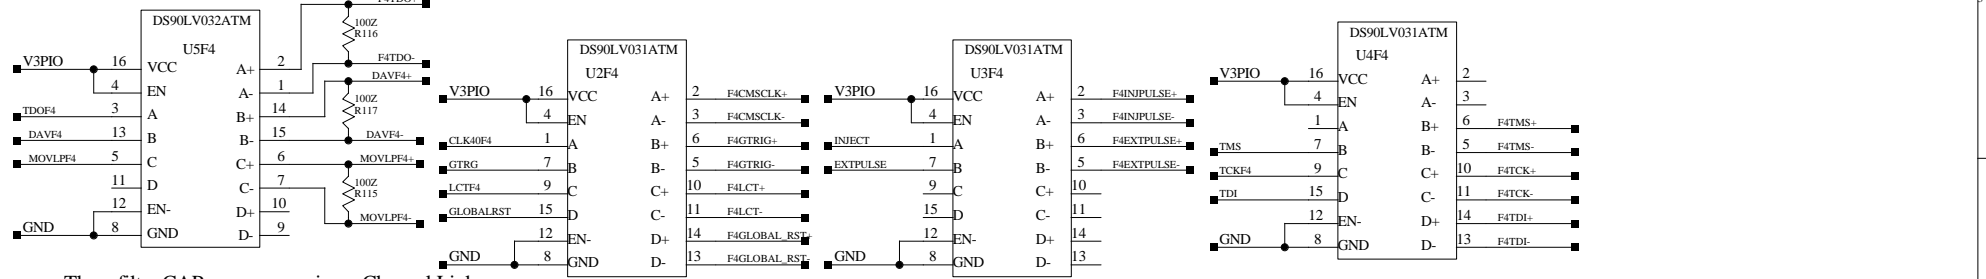 F4TDO+
DS90LV032ATM
U5F4
V3PIO 16 VCC A+ 2
4 EN A- 1
TDOF4 3 A B+ 14
DAVF4 13 B B- 15
MOVLPF4 5 C C+ 6
11 D C- 7
12 EN- D+ 10
GND 8 GND D- 9
100Z
R116
F4TDO-
DAVF4+
100Z
R117
DAVF4-
MOVLPF4+
100Z
R115
MOVLPF4-
DS90LV031ATM
U2F4
V3PIO 16 VCC A+ 2 F4CMSCLK+
4 EN A- 3 F4CMSCLK-
CLK40F4 1 A B+ 6 F4GTRIG+
GTRG 7 B B- 5 F4GTRIG-
LCTF4 9 C C+ 10 F4LCT+
GLOBALRST 15 D C- 11 F4LCT-
12 EN- D+ 14 F4GLOBAL_RST+
GND 8 GND D- 13 F4GLOBAL_RST-
DS90LV031ATM
U3F4
V3PIO 16 VCC A+ 2 F4INJPULSE+
4 EN A- 3 F4INJPULSE-
INJECT 1 A B+ 6 F4EXTPULSE+
EXTPULSE 7 B B- 5 F4EXTPULSE-
9 C C+ 10
15 D C- 11
12 EN- D+ 14
GND 8 GND D- 13
DS90LV031ATM
U4F4
V3PIO 16 VCC A+ 2
4 EN A- 3
1 A B+ 6 F4TMS+
TMS 7 B B- 5 F4TMS-
TCKF4 9 C C+ 10 F4TCK+
TDI 15 D C- 11 F4TCK-
12 EN- D+ 14 F4TDI+
GND 8 GND D- 13 F4TDI-